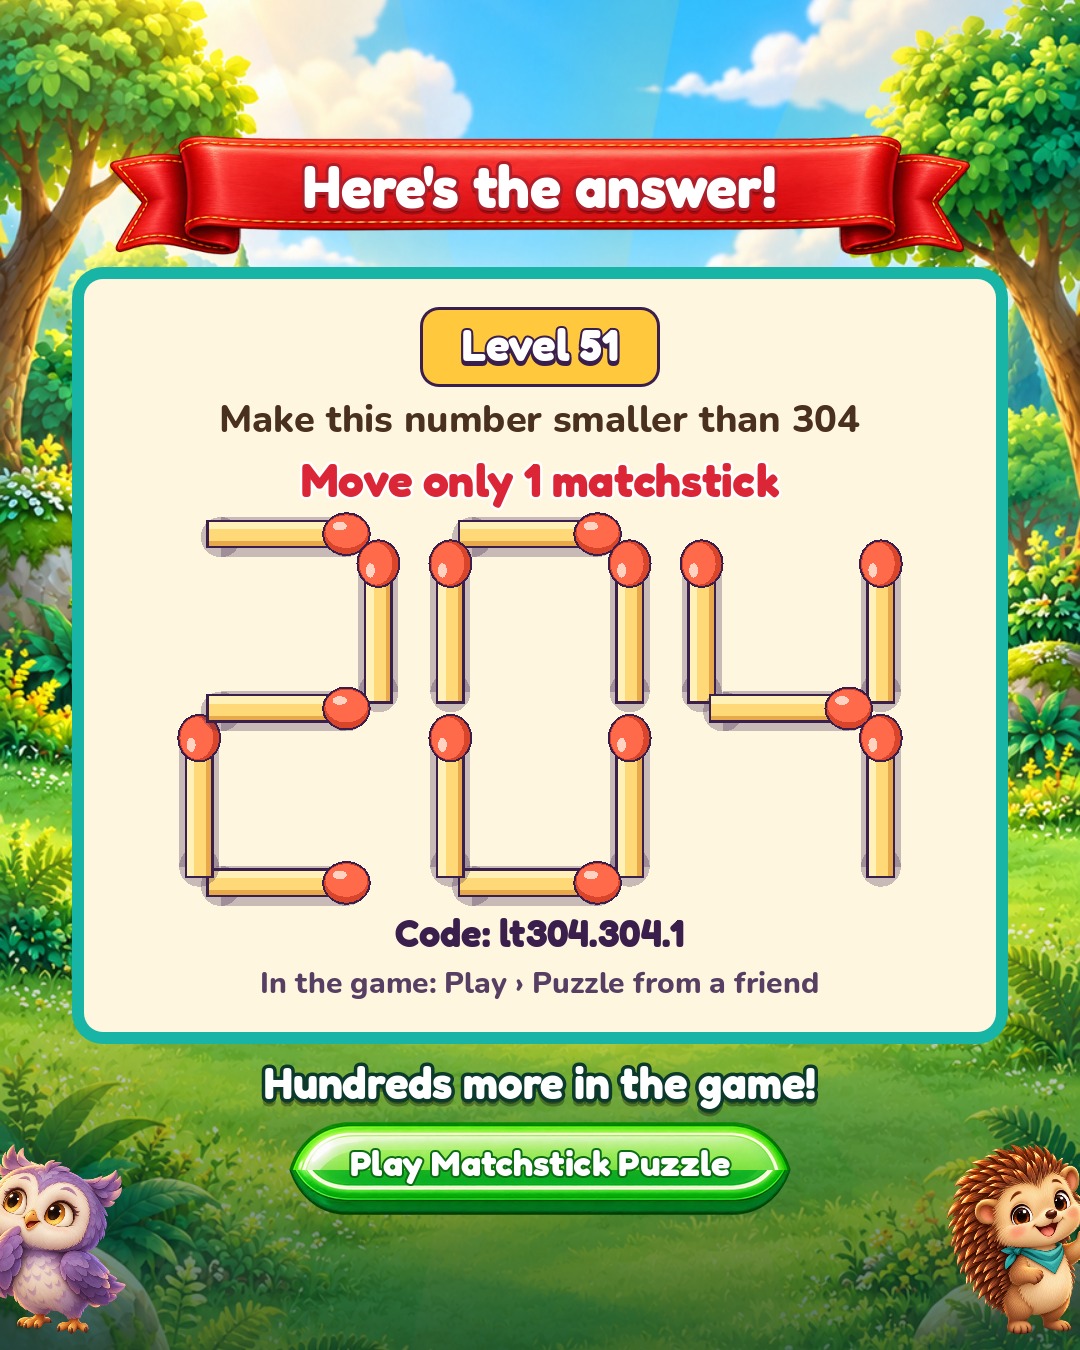 Here's the answer!
Level 51
Make this number smaller than 304
Move only 1 matchstick
204
Code: lt304.304.1
In the game: Play › Puzzle from a friend
Hundreds more in the game!
Play Matchstick Puzzle